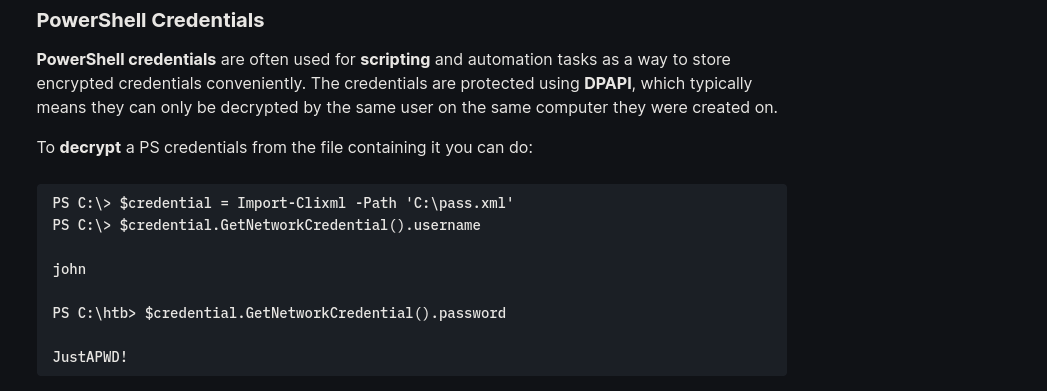 PowerShell Credentials
PowerShell credentials are often used for scripting and automation tasks as a way to store
encrypted credentials conveniently. The credentials are protected using DPAPI, which typically
means they can only be decrypted by the same user on the same computer they were created on.
To decrypt a PS credentials from the file containing it you can do:
PS C:\> $credential = Import-Clixml -Path 'C:\pass.xml'
PS C:\> $credential.GetNetworkCredential().username
john
PS C:\htb> $credential.GetNetworkCredential().password
JustAPWD!